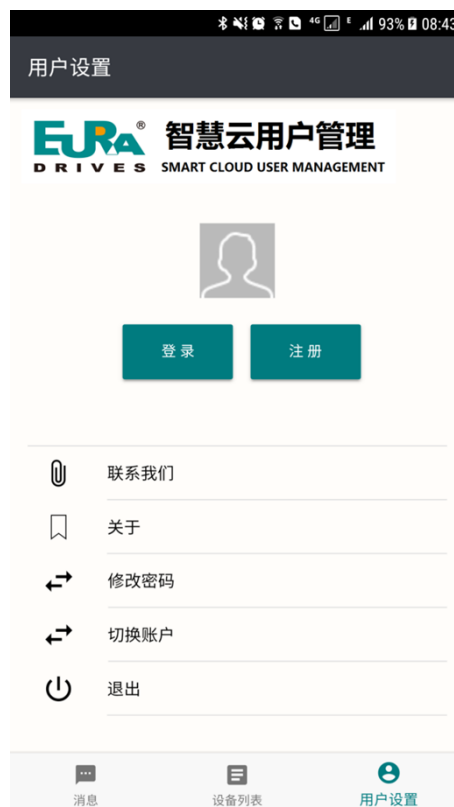 4G E 93% 08:43
用户设置
EURA® 智慧云用户管理
DRIVES SMART CLOUD USER MANAGEMENT
登录 注册
联系我们
关于
修改密码
切换账户
退出
消息 设备列表 用户设置